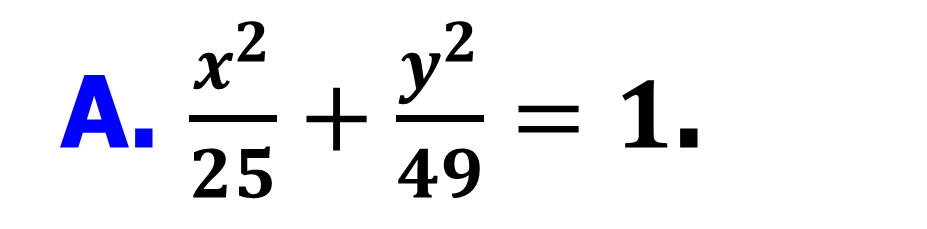 A. x²/25 + y²/49 = 1.